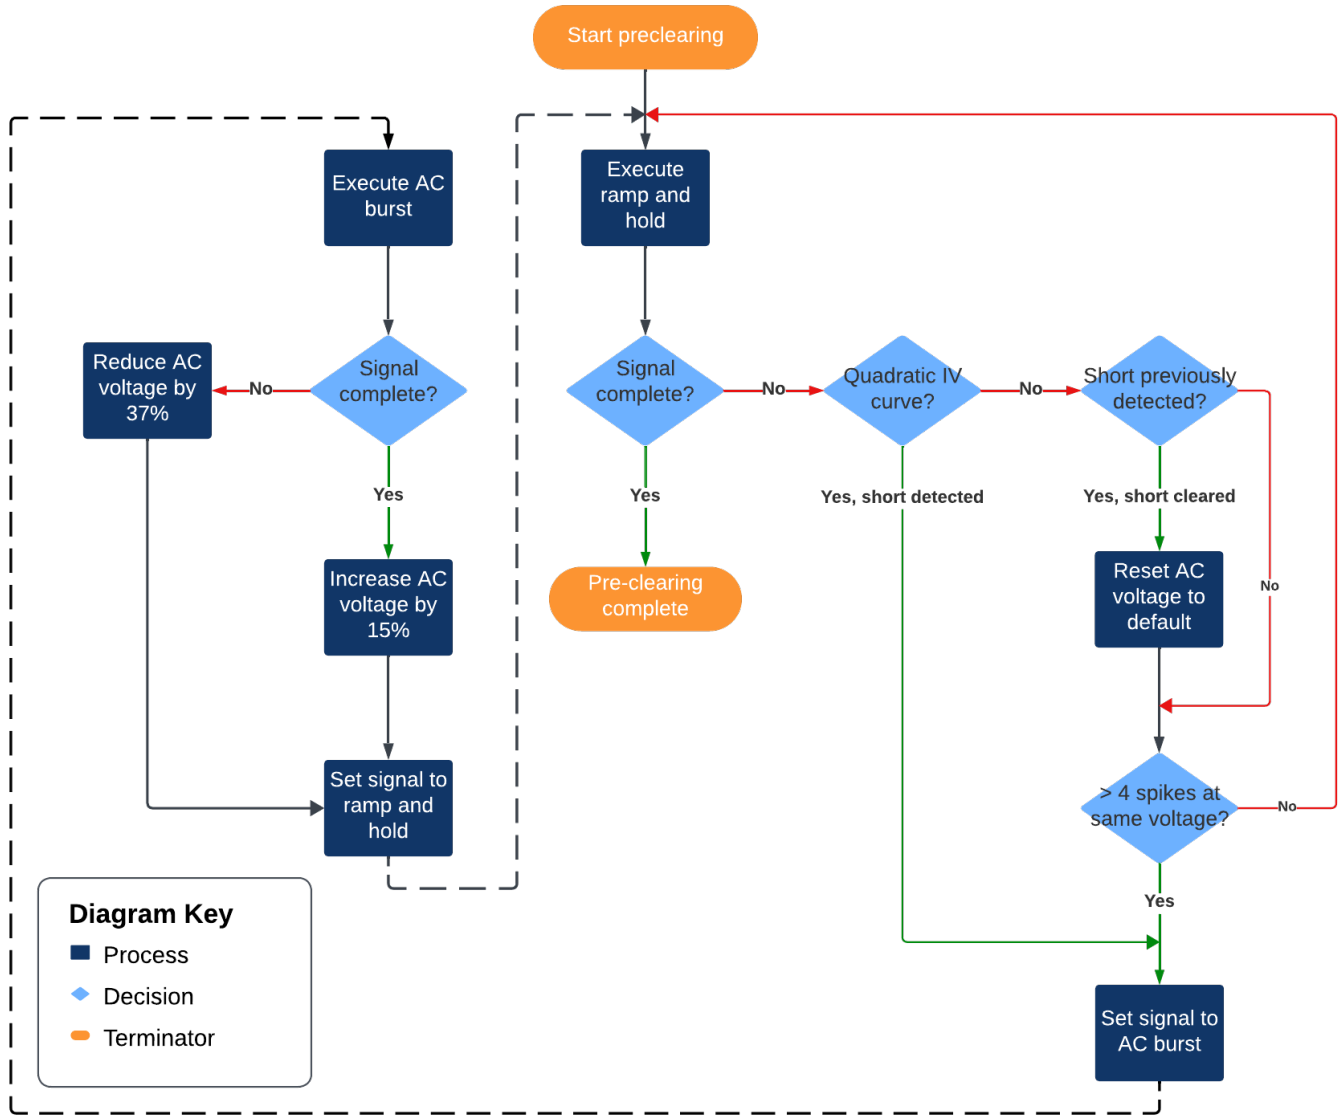 Start preclearing
Execute AC
burst
Execute
ramp and
hold
Reduce AC
voltage by
37%
No
Signal
complete?
Signal
complete?
No
Quadratic IV
curve?
No
Short previously
detected?
Yes
Yes
Yes, short detected
Yes, short cleared
Increase AC
voltage by
15%
Pre-clearing
complete
Reset AC
voltage to
default
No
Set signal to
ramp and
hold
> 4 spikes at
same voltage?
No
Yes
Diagram Key
Process
Decision
Terminator
Set signal to
AC burst